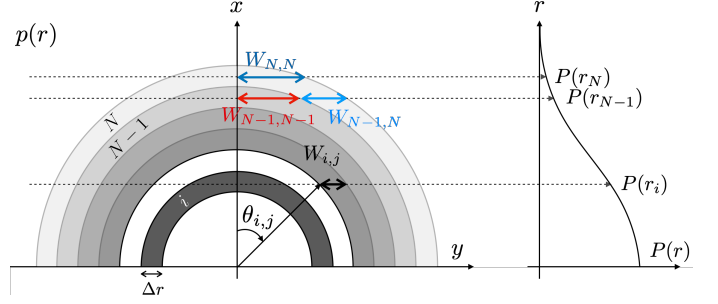 x
r
p(r)
W_{N,N}
P(r_N)
P(r_{N-1})
N
N-1
W_{N-1,N-1}
W_{N-1,N}
W_{i,j}
P(r_i)
i
θ_{i,j}
y
P(r)
Δr